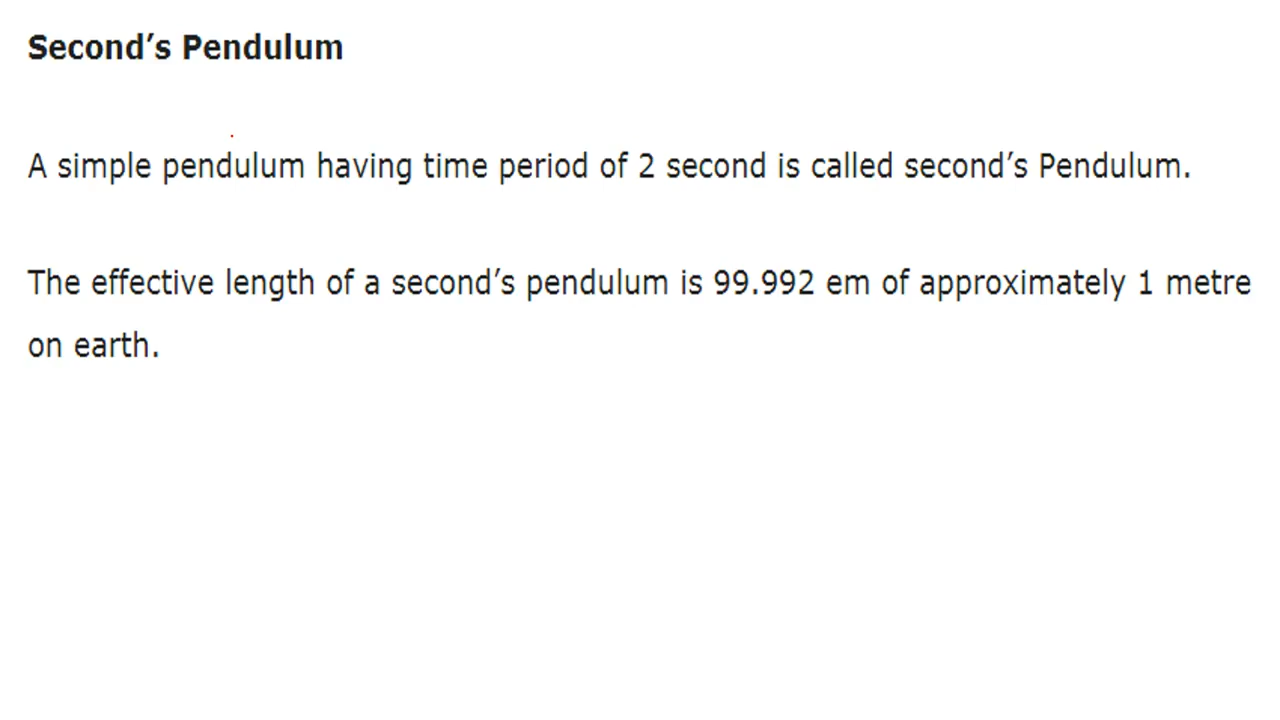 Second’s Pendulum
A simple pendulum having time period of 2 second is called second’s Pendulum.
The effective length of a second’s pendulum is 99.992 em of approximately 1 metre
on earth.